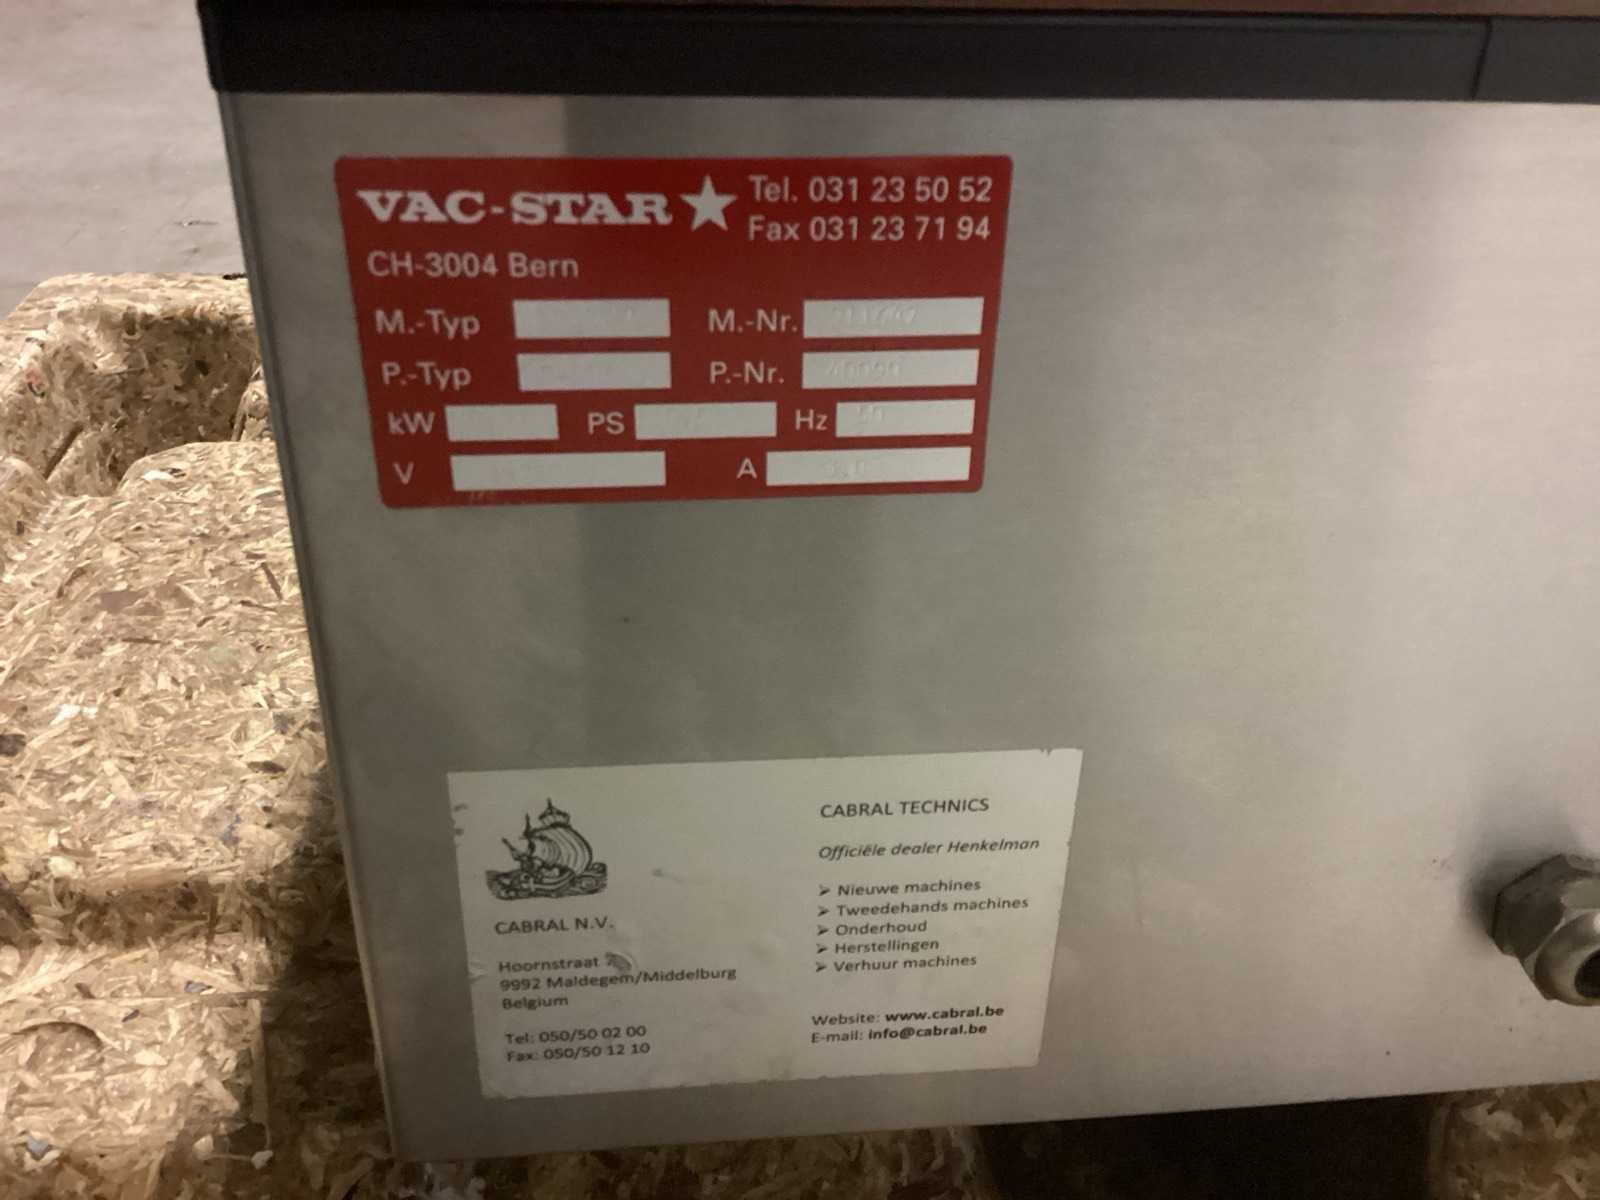 VAC-STAR
Tel. 031 23 50 52
Fax 031 23 71 94
CH-3004 Bern
M.-Typ
M.-Nr.
P.-Typ
P.-Nr.
kW
PS
Hz 50
V
A
CABRAL N.V.
Hoornstraat
9992 Maldegem/Middelburg
Belgium
Tel: 050/50 02 00
Fax: 050/50 12 10
CABRAL TECHNICS
Officiële dealer Henkelman
➢ Nieuwe machines
➢ Tweedehands machines
➢ Onderhoud
➢ Herstellingen
➢ Verhuur machines
Website: www.cabral.be
E-mail: info@cabral.be